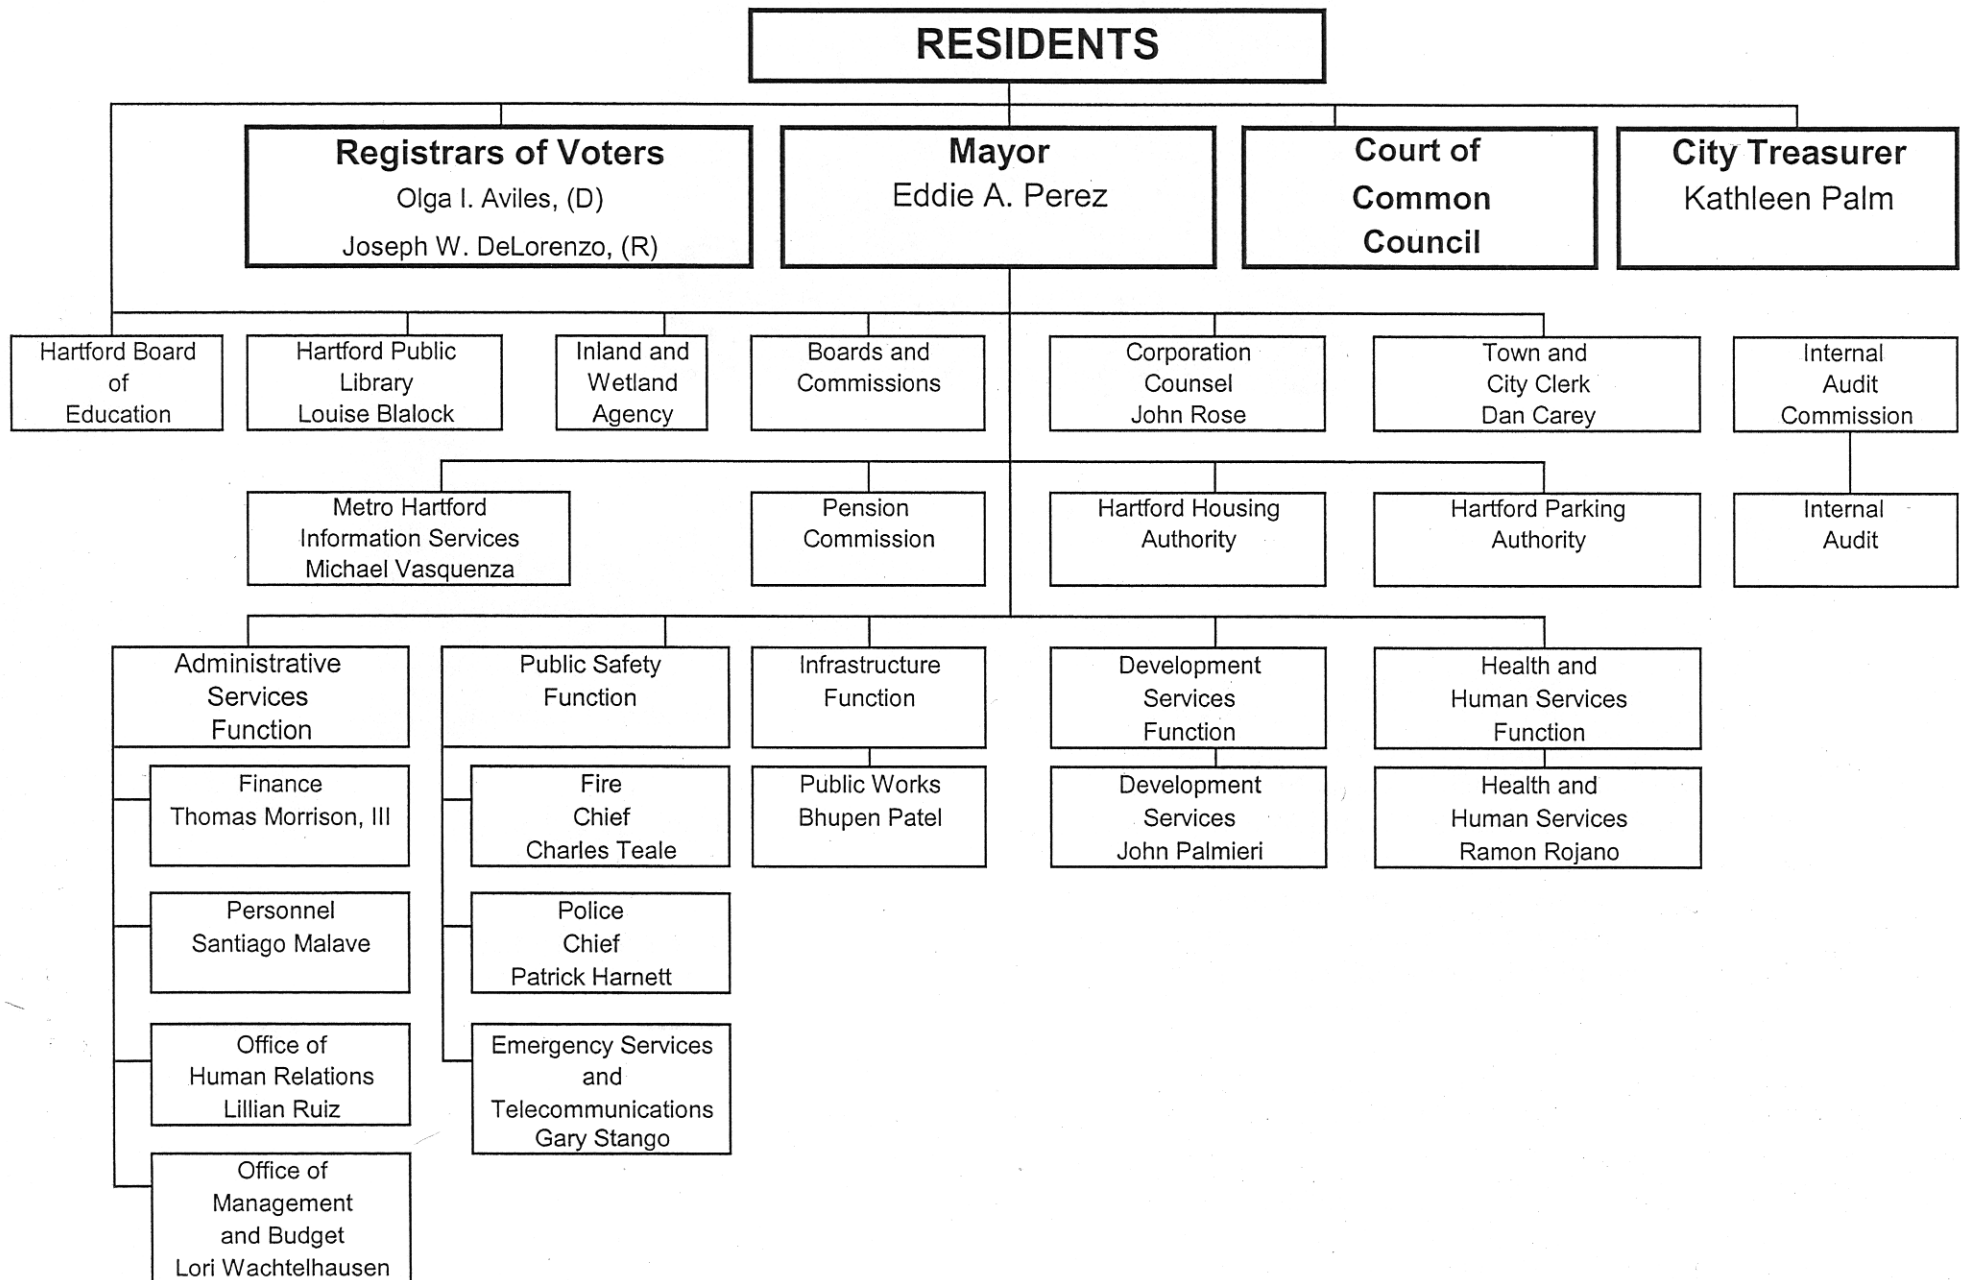 RESIDENTS
Registrars of Voters
Olga I. Aviles, (D)
Joseph W. DeLorenzo, (R)
Mayor
Eddie A. Perez
Court of
Common
Council
City Treasurer
Kathleen Palm
Hartford Board
of
Education
Hartford Public
Library
Louise Blalock
Inland and
Wetland
Agency
Boards and
Commissions
Corporation
Counsel
John Rose
Town and
City Clerk
Dan Carey
Internal
Audit
Commission
Metro Hartford
Information Services
Michael Vasquenza
Pension
Commission
Hartford Housing
Authority
Hartford Parking
Authority
Internal
Audit
Administrative
Services
Function
Public Safety
Function
Infrastructure
Function
Development
Services
Function
Health and
Human Services
Function
Finance
Thomas Morrison, III
Fire
Chief
Charles Teale
Public Works
Bhupen Patel
Development
Services
John Palmieri
Health and
Human Services
Ramon Rojano
Personnel
Santiago Malave
Police
Chief
Patrick Harnett
Office of
Human Relations
Lillian Ruiz
Emergency Services
and
Telecommunications
Gary Stango
Office of
Management
and Budget
Lori Wachtelhausen